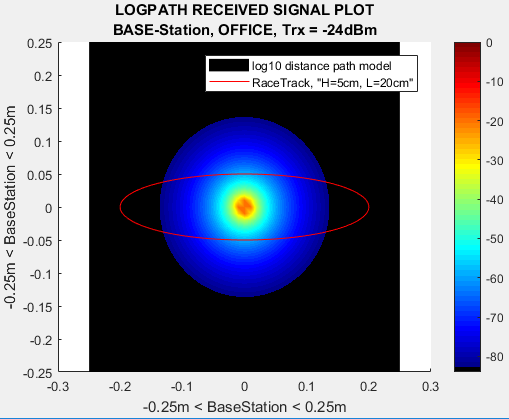 LOGPATH RECEIVED SIGNAL PLOT
BASE-Station, OFFICE, Trx = -24dBm
log10 distance path model
RaceTrack, "H=5cm, L=20cm"
-0.25m < BaseStation < 0.25m
0.25
0.2
0.15
0.1
0.05
0
-0.05
-0.1
-0.15
-0.2
-0.25
-0.3 -0.2 -0.1 0 0.1 0.2 0.3
-0.25m < BaseStation < 0.25m
0
-10
-20
-30
-40
-50
-60
-70
-80